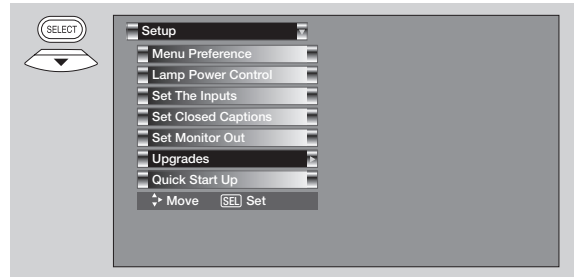 SELECT
Setup
Menu Preference
Lamp Power Control
Set The Inputs
Set Closed Captions
Set Monitor Out
Upgrades
Quick Start Up
Move SEL Set